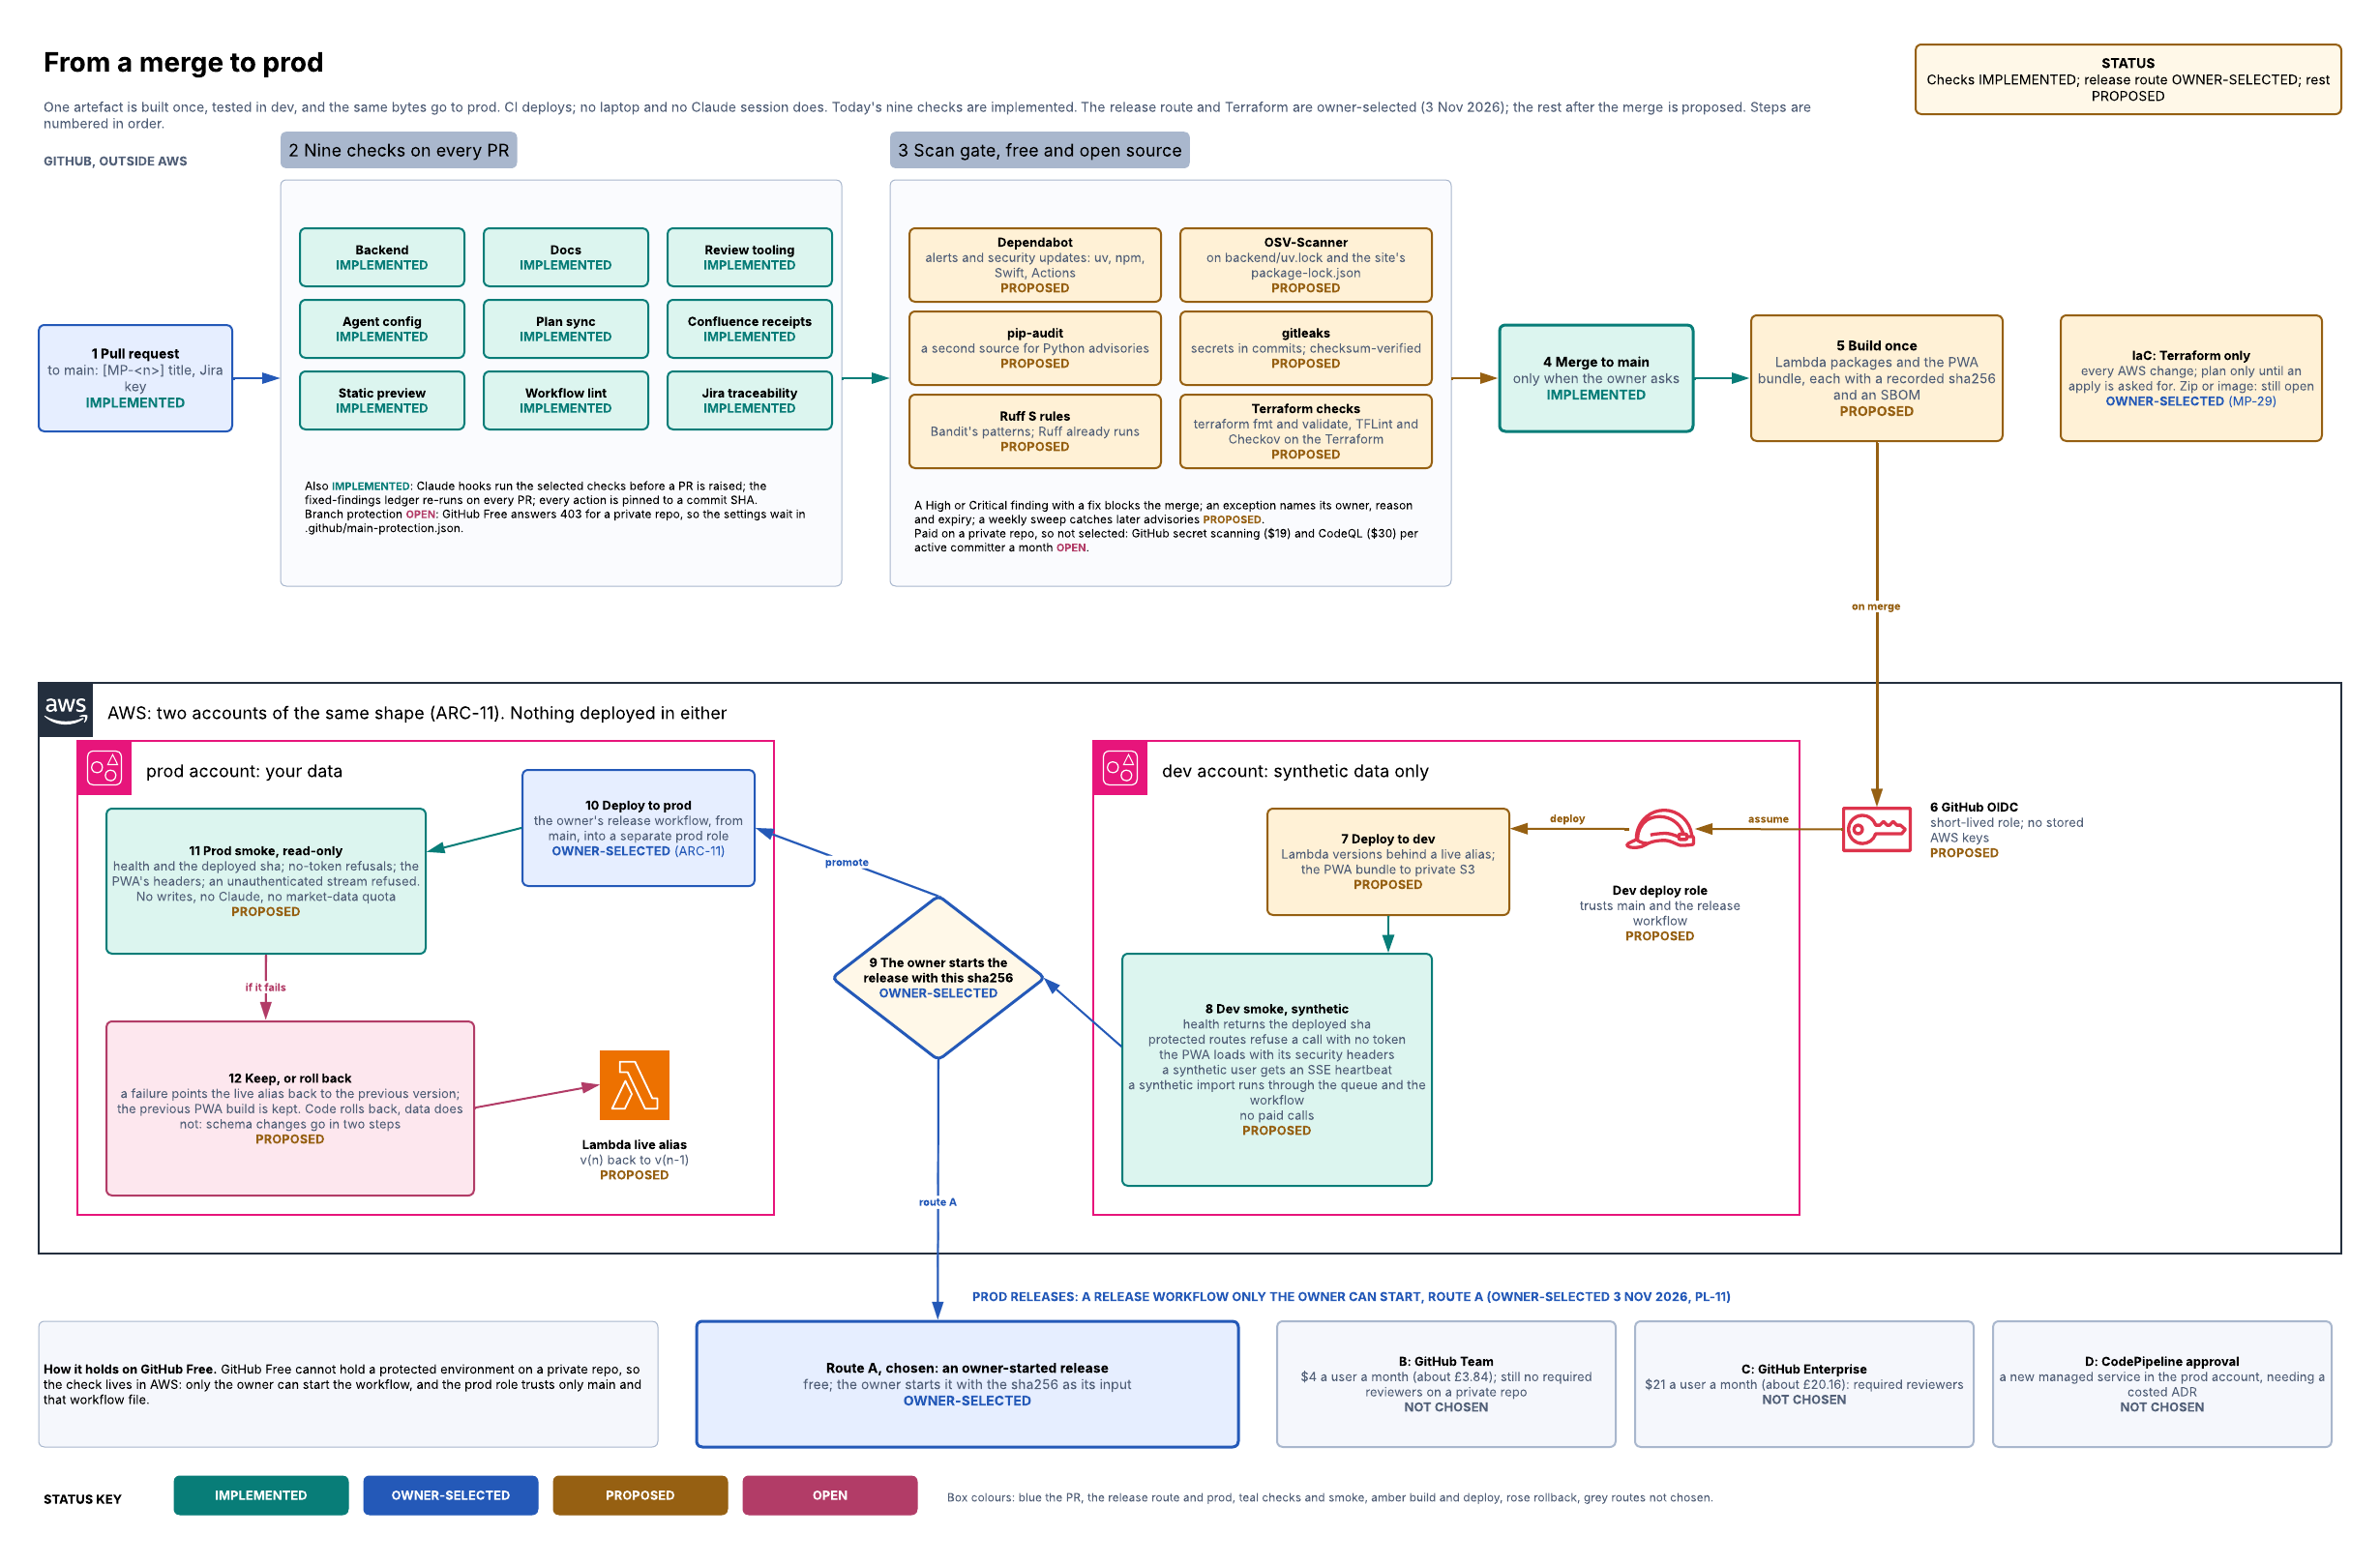 From a merge to prod
STATUS
Checks IMPLEMENTED; release route OWNER-SELECTED; rest
PROPOSED
One artefact is built once, tested in dev, and the same bytes go to prod. CI deploys; no laptop and no Claude session does. Today's nine checks are implemented. The release route and Terraform are owner-selected (3 Nov 2026); the rest after the merge is proposed. Steps are
numbered in order.
GITHUB, OUTSIDE AWS
2 Nine checks on every PR
3 Scan gate, free and open source
1 Pull request
to main: [MP-<n>] title, Jira
key
IMPLEMENTED
Backend
IMPLEMENTED
Docs
IMPLEMENTED
Review tooling
IMPLEMENTED
Agent config
IMPLEMENTED
Plan sync
IMPLEMENTED
Confluence receipts
IMPLEMENTED
Static preview
IMPLEMENTED
Workflow lint
IMPLEMENTED
Jira traceability
IMPLEMENTED
Also IMPLEMENTED: Claude hooks run the selected checks before a PR is raised; the
fixed-findings ledger re-runs on every PR; every action is pinned to a commit SHA.
Branch protection OPEN: GitHub Free answers 403 for a private repo, so the settings wait in
.github/main-protection.json.
Dependabot
alerts and security updates: uv, npm,
Swift, Actions
PROPOSED
OSV-Scanner
on backend/uv.lock and the site's
package-lock.json
PROPOSED
pip-audit
a second source for Python advisories
PROPOSED
gitleaks
secrets in commits; checksum-verified
PROPOSED
Ruff S rules
Bandit's patterns; Ruff already runs
PROPOSED
Terraform checks
terraform fmt and validate, TFLint and
Checkov on the Terraform
PROPOSED
A High or Critical finding with a fix blocks the merge; an exception names its owner, reason
and expiry; a weekly sweep catches later advisories PROPOSED.
Paid on a private repo, so not selected: GitHub secret scanning ($19) and CodeQL ($30) per
active committer a month OPEN.
4 Merge to main
only when the owner asks
IMPLEMENTED
5 Build once
Lambda packages and the PWA
bundle, each with a recorded sha256
and an SBOM
PROPOSED
IaC: Terraform only
every AWS change; plan only until an
apply is asked for. Zip or image: still open
OWNER-SELECTED (MP-29)
on merge
aws
AWS: two accounts of the same shape (ARC-11). Nothing deployed in either
prod account: your data
10 Deploy to prod
the owner's release workflow, from
main, into a separate prod role
OWNER-SELECTED (ARC-11)
11 Prod smoke, read-only
health and the deployed sha; no-token refusals; the
PWA's headers; an unauthenticated stream refused.
No writes, no Claude, no market-data quota
PROPOSED
if it fails
12 Keep, or roll back
a failure points the live alias back to the previous version;
the previous PWA build is kept. Code rolls back, data does
not: schema changes go in two steps
PROPOSED
Lambda live alias
v(n) back to v(n-1)
PROPOSED
promote
9 The owner starts the
release with this sha256
OWNER-SELECTED
route A
dev account: synthetic data only
7 Deploy to dev
Lambda versions behind a live alias;
the PWA bundle to private S3
PROPOSED
deploy
assume
Dev deploy role
trusts main and the release
workflow
PROPOSED
6 GitHub OIDC
short-lived role; no stored
AWS keys
PROPOSED
8 Dev smoke, synthetic
health returns the deployed sha
protected routes refuse a call with no token
the PWA loads with its security headers
a synthetic user gets an SSE heartbeat
a synthetic import runs through the queue and the
workflow
no paid calls
PROPOSED
PROD RELEASES: A RELEASE WORKFLOW ONLY THE OWNER CAN START, ROUTE A (OWNER-SELECTED 3 NOV 2026, PL-11)
How it holds on GitHub Free. GitHub Free cannot hold a protected environment on a private repo, so
the check lives in AWS: only the owner can start the workflow, and the prod role trusts only main and
that workflow file.
Route A, chosen: an owner-started release
free; the owner starts it with the sha256 as its input
OWNER-SELECTED
B: GitHub Team
$4 a user a month (about £3.84); still no required
reviewers on a private repo
NOT CHOSEN
C: GitHub Enterprise
$21 a user a month (about £20.16): required reviewers
NOT CHOSEN
D: CodePipeline approval
a new managed service in the prod account, needing a
costed ADR
NOT CHOSEN
STATUS KEY
IMPLEMENTED
OWNER-SELECTED
PROPOSED
OPEN
Box colours: blue the PR, the release route and prod, teal checks and smoke, amber build and deploy, rose rollback, grey routes not chosen.